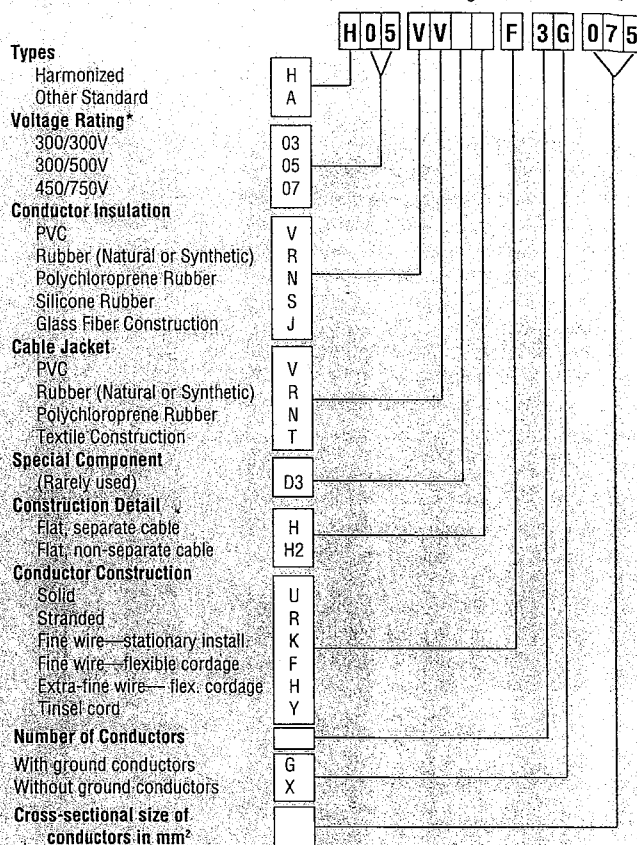 H05 VV F 3G 075
Types
Harmonized H
Other Standard A
Voltage Rating*
300/300V 03
300/500V 05
450/750V 07
Conductor Insulation
PVC V
Rubber (Natural or Synthetic) R
Polychloroprene Rubber N
Silicone Rubber S
Glass Fiber Construction J
Cable Jacket
PVC V
Rubber (Natural or Synthetic) R
Polychloroprene Rubber N
Textile Construction T
Special Component
(Rarely used) D3
Construction Detail
Flat, separate cable H
Flat, non-separate cable H2
Conductor Construction
Solid U
Stranded R
Fine wire—stationary install. K
Fine wire—flexible cordage F
Extra-fine wire— flex. cordage H
Tinsel cord Y
Number of Conductors
With ground conductors G
Without ground conductors X
Cross-sectional size of
conductors in mm²